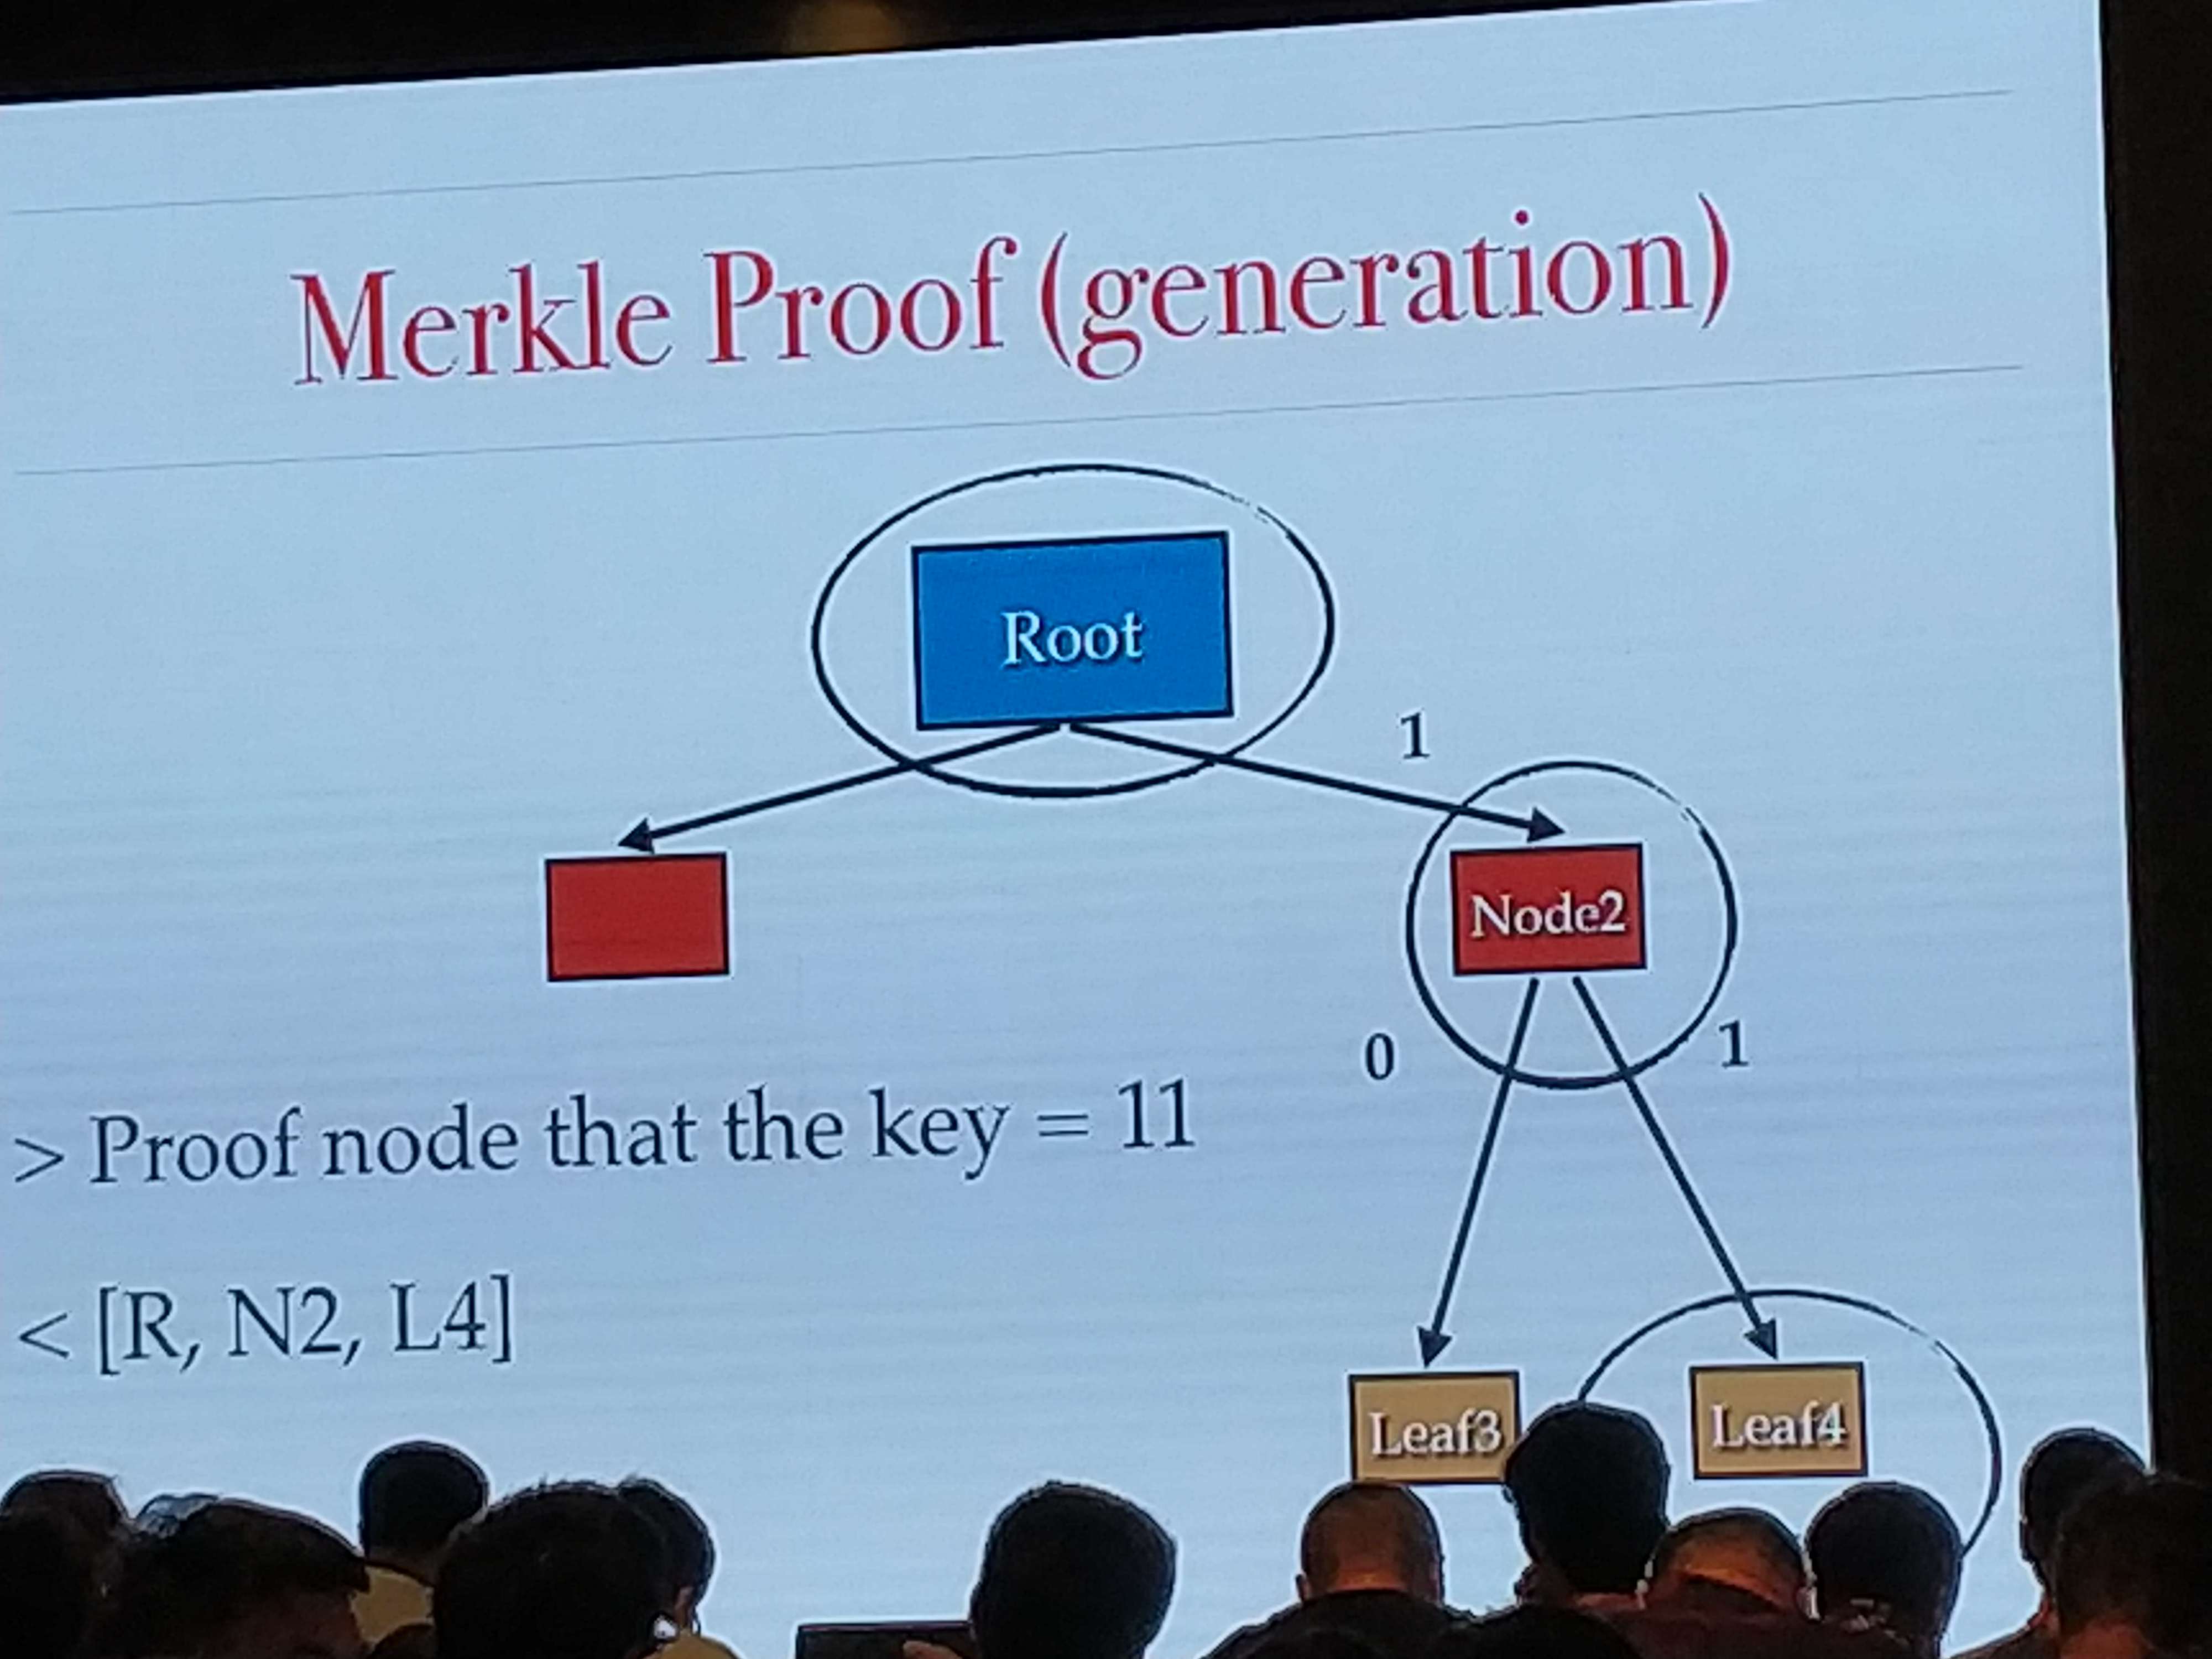 Merkle Proof (generation)
Root
1
Node2
0
1
> Proof node that the key = 11
< [R, N2, L4]
Leaf3
Leaf4